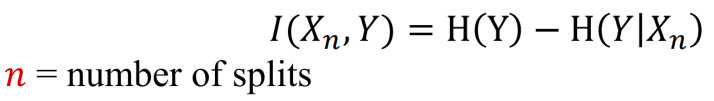 I(Xₙ, Y) = H(Y) − H(Y|Xₙ)
n = number of splits